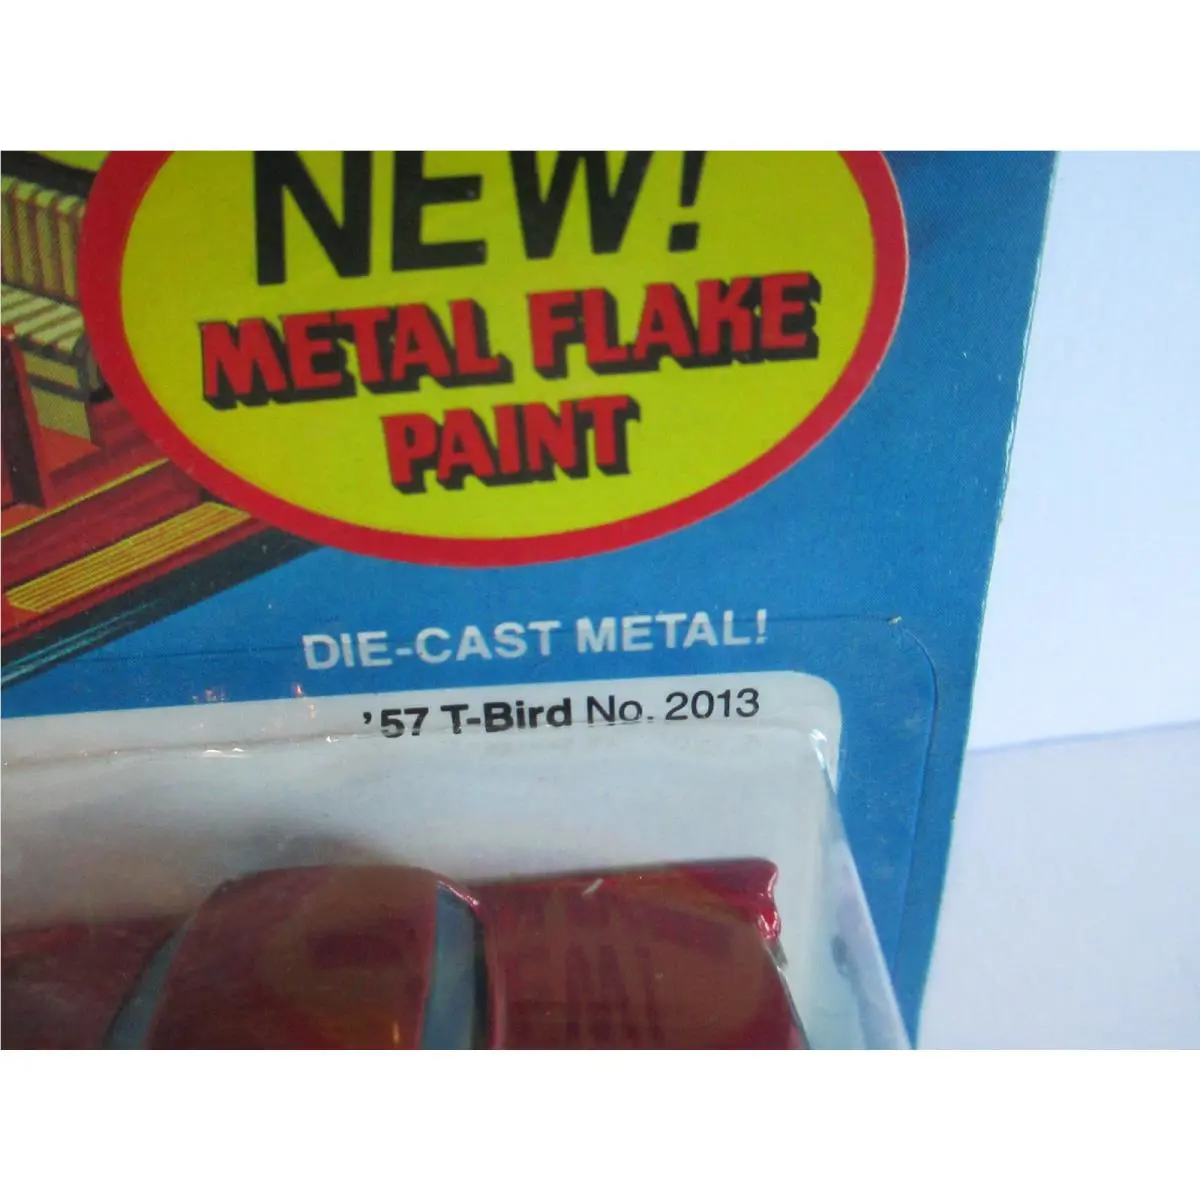 NEW!
METAL FLAKE
PAINT
DIE-CAST METAL!
'57 T-Bird No. 2013